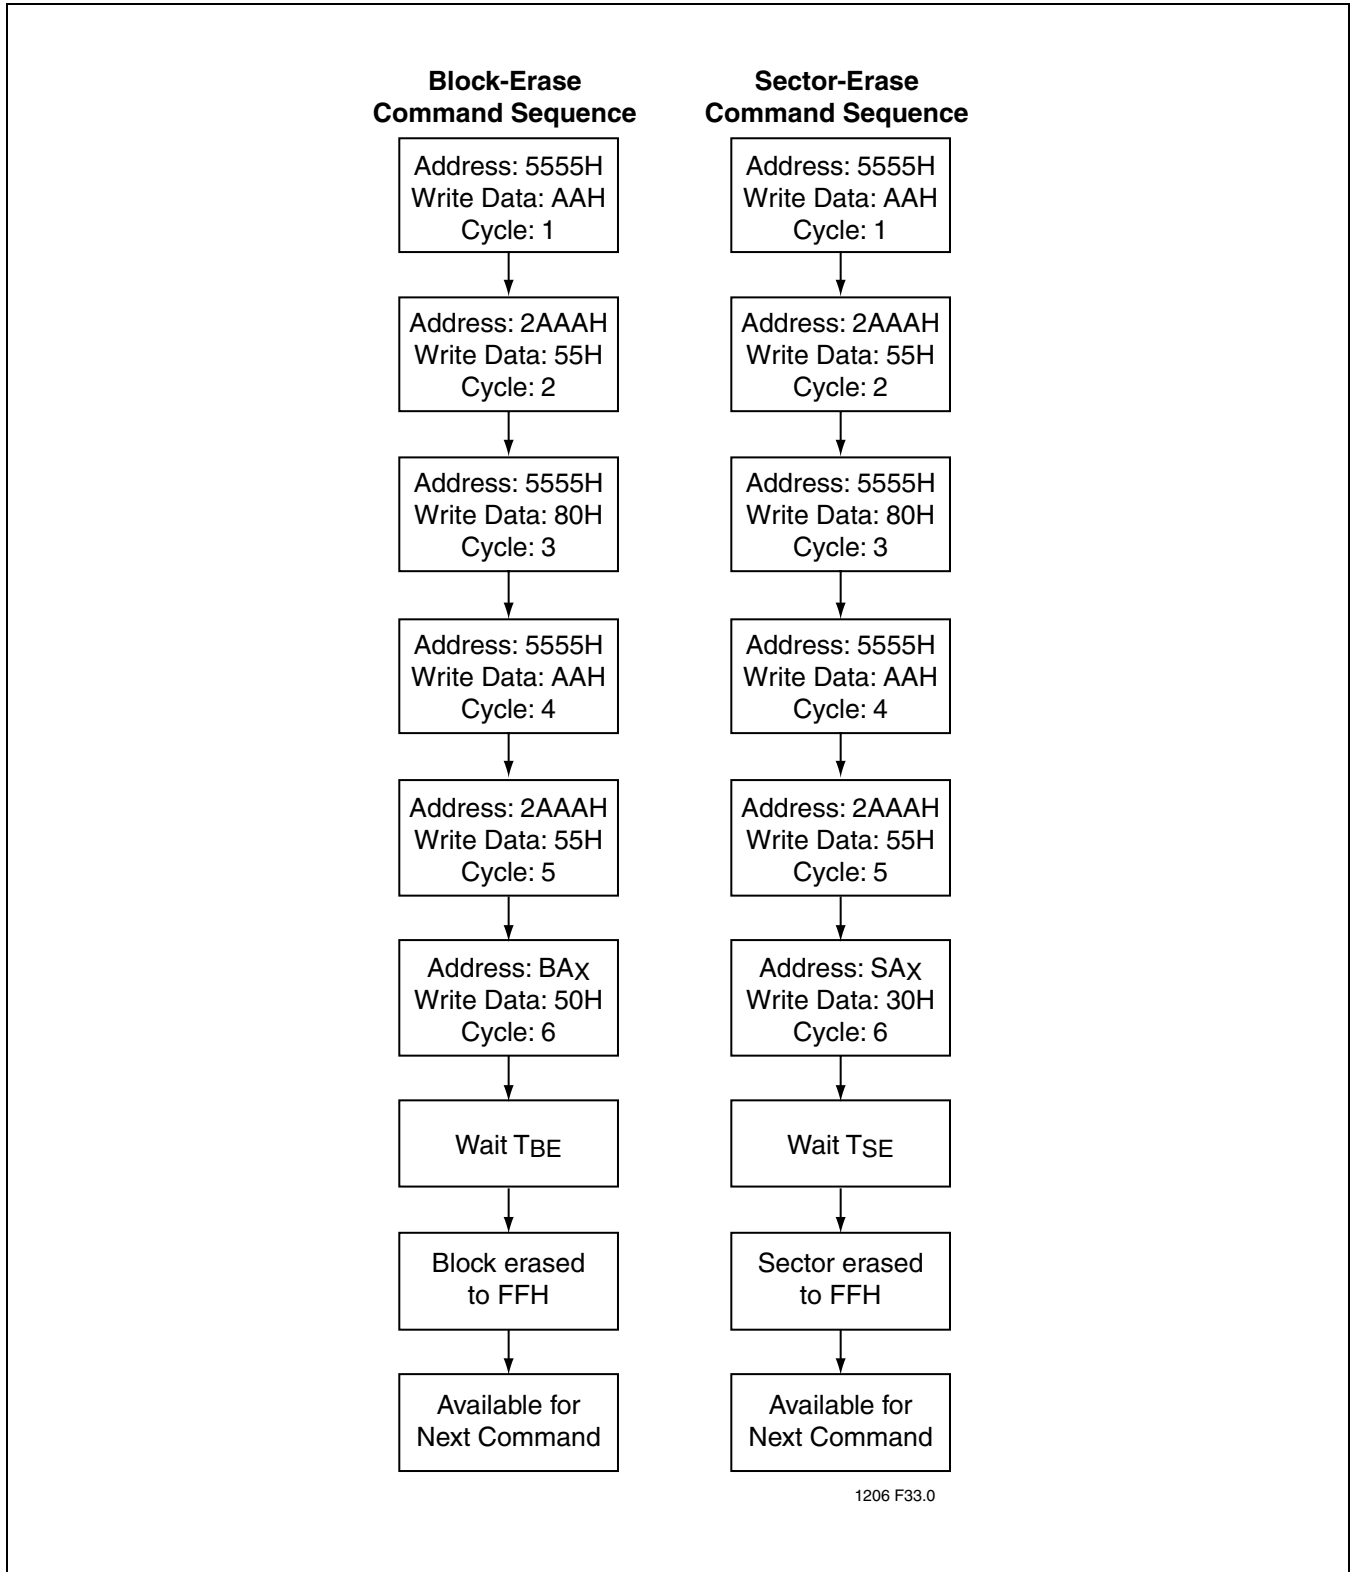 Block-Erase
Command Sequence
Address: 5555H
Write Data: AAH
Cycle: 1
Address: 2AAAH
Write Data: 55H
Cycle: 2
Address: 5555H
Write Data: 80H
Cycle: 3
Address: 5555H
Write Data: AAH
Cycle: 4
Address: 2AAAH
Write Data: 55H
Cycle: 5
Address: BAX
Write Data: 50H
Cycle: 6
Wait TBE
Block erased
to FFH
Available for
Next Command
Sector-Erase
Command Sequence
Address: 5555H
Write Data: AAH
Cycle: 1
Address: 2AAAH
Write Data: 55H
Cycle: 2
Address: 5555H
Write Data: 80H
Cycle: 3
Address: 5555H
Write Data: AAH
Cycle: 4
Address: 2AAAH
Write Data: 55H
Cycle: 5
Address: SAX
Write Data: 30H
Cycle: 6
Wait TSE
Sector erased
to FFH
Available for
Next Command
1206 F33.0